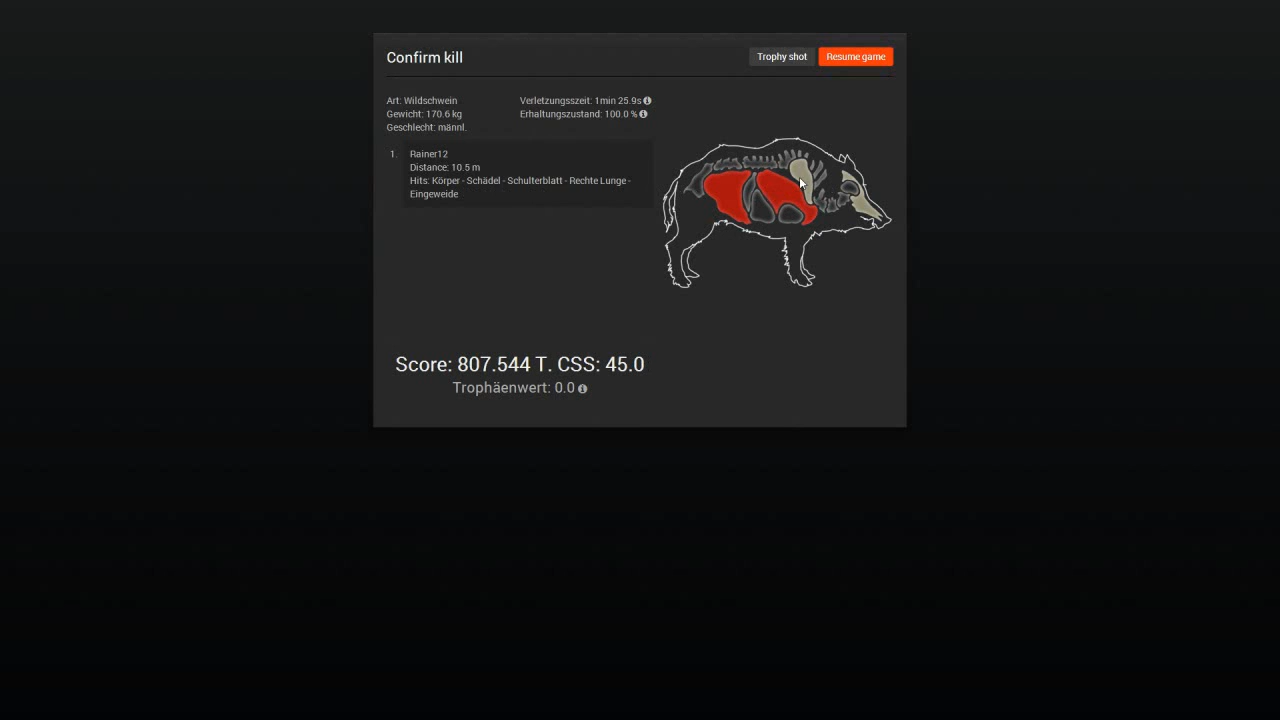 Confirm kill
Trophy shot
Resume game
Art: Wildschwein
Verletzungsszeit: 1min 25.9s
Gewicht: 170.6 kg
Erhaltungszustand: 100.0 %
Geschlecht: männl.
1. Rainer12
Distance: 10.5 m
Hits: Körper - Schädel - Schulterblatt - Rechte Lunge -
Eingeweide
Score: 807.544 T. CSS: 45.0
Trophäenwert: 0.0